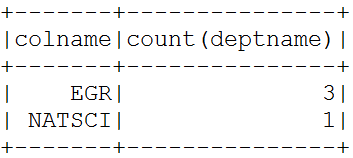 +-------+---------------+
|colname|count(deptname)|
+-------+---------------+
|    EGR|              3|
| NATSCI|              1|
+-------+---------------+